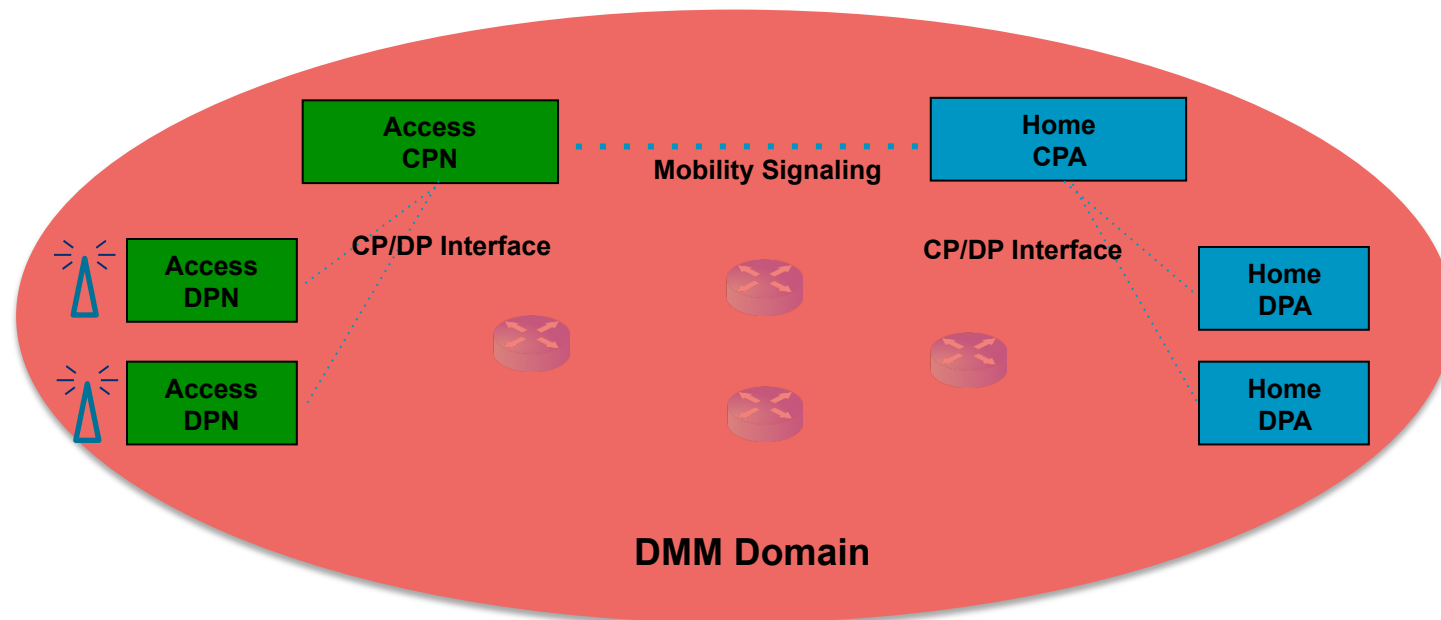 Access
CPN
Home
CPA
Mobility Signaling
CP/DP Interface
CP/DP Interface
Access
DPN
Home
DPA
Access
DPN
Home
DPA
DMM Domain